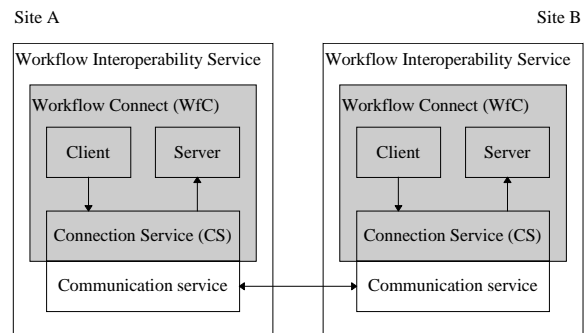 Site A
Site B
Workflow Interoperability Service
Workflow Interoperability Service
Workflow Connect (WfC)
Workflow Connect (WfC)
Client
Server
Client
Server
Connection Service (CS)
Connection Service (CS)
Communication service
Communication service